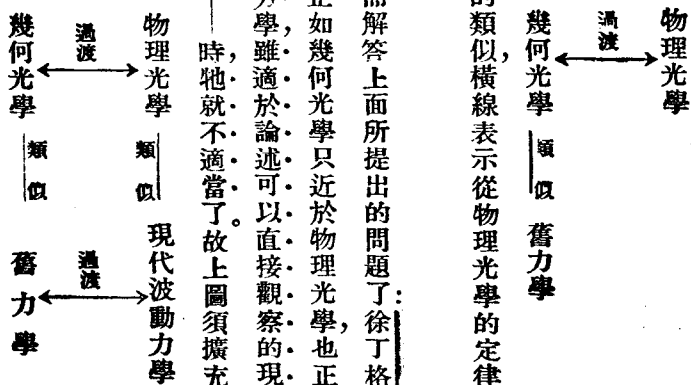 物理光學
過渡
幾何光學 類似 舊力學
的類似,橫線表示從物理光學的定律
解答上面所提出的問題了:徐丁格
正如幾何光學只近於物理光學,也正
力學,雖適於論述可以直接觀察的現
時牠就不適當了。故上圖須擴充
物理光學 類似 現代波動力學
過渡 過渡
幾何光學 類似 舊力學